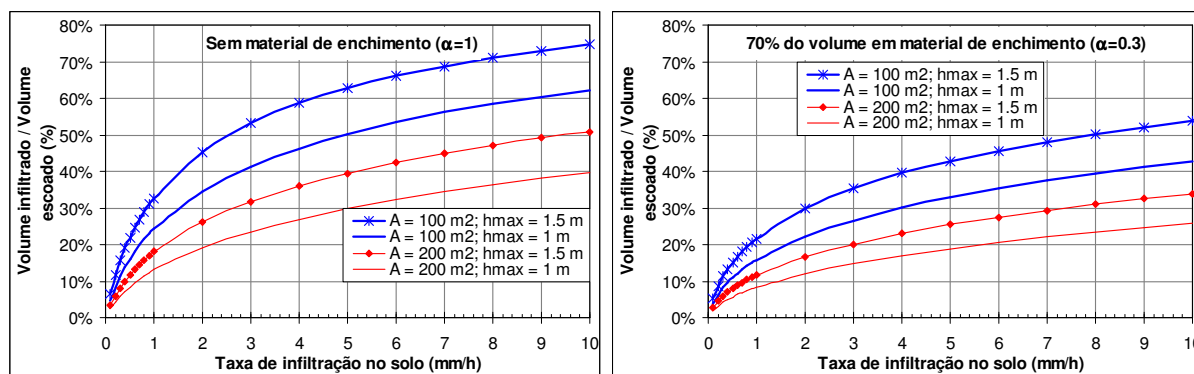 Sem material de enchimento (α=1)
Volume infiltrado / Volume
escoado (%)
80%
70%
60%
50%
40%
30%
20%
10%
0%
A = 100 m2; hmax = 1.5 m
A = 100 m2; hmax = 1 m
A = 200 m2; hmax = 1.5 m
A = 200 m2; hmax = 1 m
0 1 2 3 4 5 6 7 8 9 10
Taxa de infiltração no solo (mm/h)
70% do volume em material de enchimento (α=0.3)
Volume infiltrado / Volume
escoado (%)
80%
70%
60%
50%
40%
30%
20%
10%
0%
A = 100 m2; hmax = 1.5 m
A = 100 m2; hmax = 1 m
A = 200 m2; hmax = 1.5 m
A = 200 m2; hmax = 1 m
0 1 2 3 4 5 6 7 8 9 10
Taxa de infiltração no solo (mm/h)